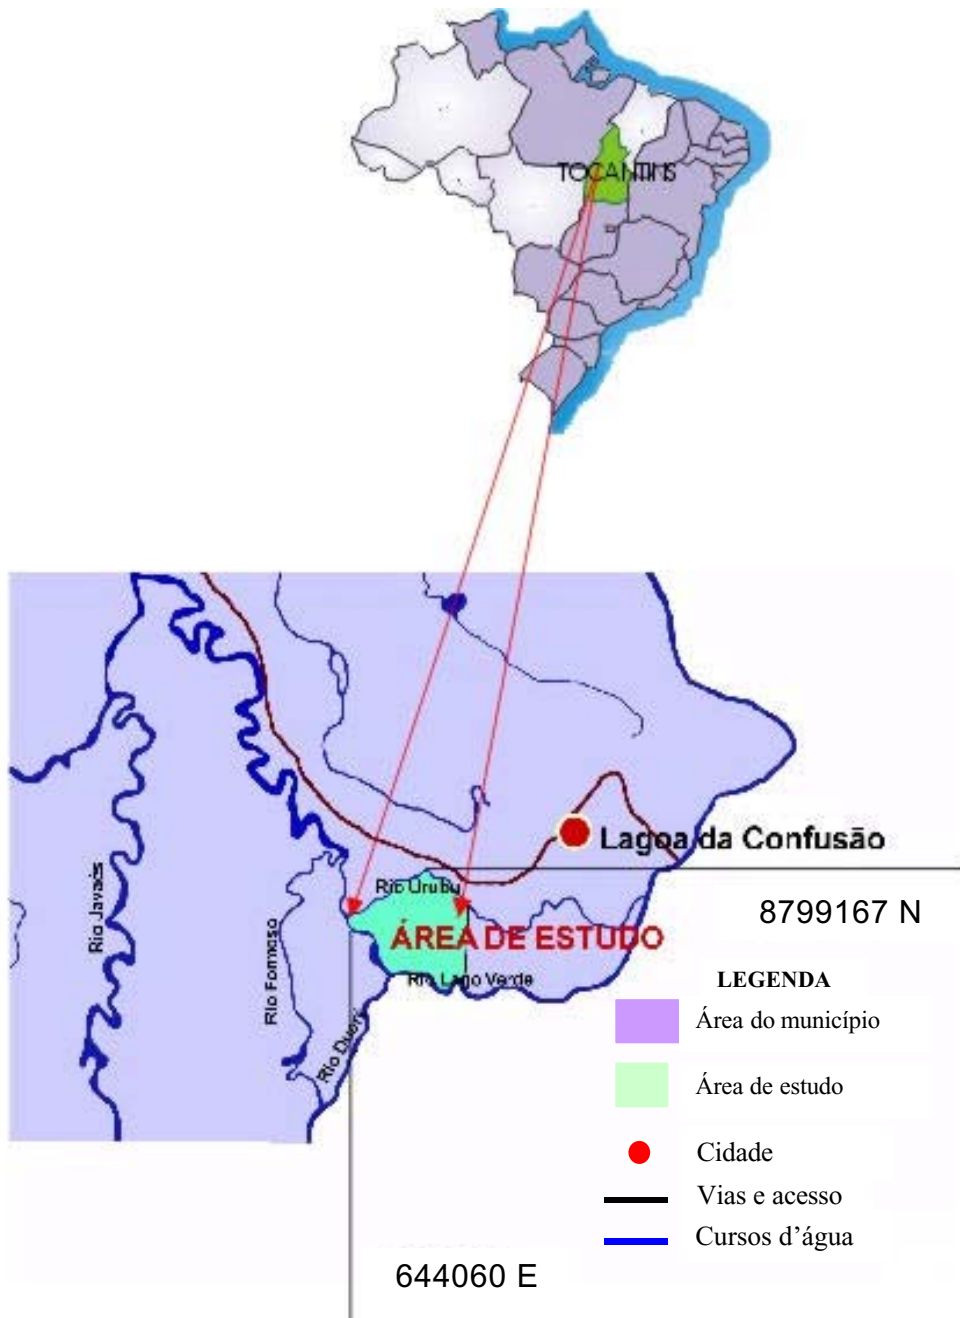 TOCANTINS
Lagoa da Confusão
Rio Javaés
Rio Formoso
Rio Urubu
8799167 N
ÁREA DE ESTUDO
Rio Lago Verde
Rio Dueré
LEGENDA
Área do município
Área de estudo
Cidade
Vias e acesso
Cursos d’água
644060 E